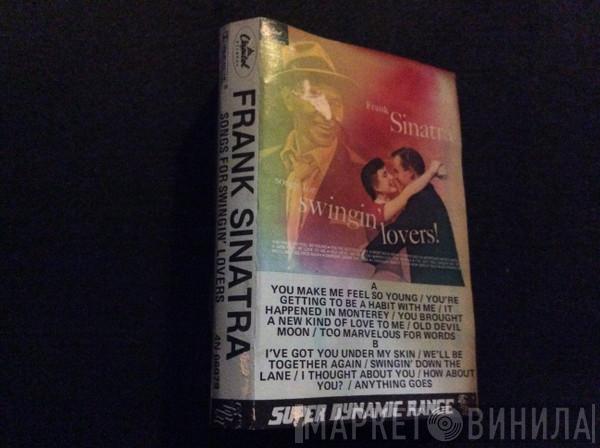 Capitol
FRANK SINATRA
SONGS FOR SWINGIN' LOVERS
Frank
Sinatra
songs for
swingin'
lovers!
A
YOU MAKE ME FEEL SO YOUNG / YOU'RE
GETTING TO BE A HABIT WITH ME / IT
HAPPENED IN MONTEREY / YOU BROUGHT
A NEW KIND OF LOVE TO ME / OLD DEVIL
MOON / TOO MARVELOUS FOR WORDS
B
I'VE GOT YOU UNDER MY SKIN / WE'LL BE
TOGETHER AGAIN / SWINGIN' DOWN THE
LANE / I THOUGHT ABOUT YOU / HOW ABOUT
YOU? / ANYTHING GOES
SUPER DYNAMIC RANGE
МАРКЕТ ВИНИЛА